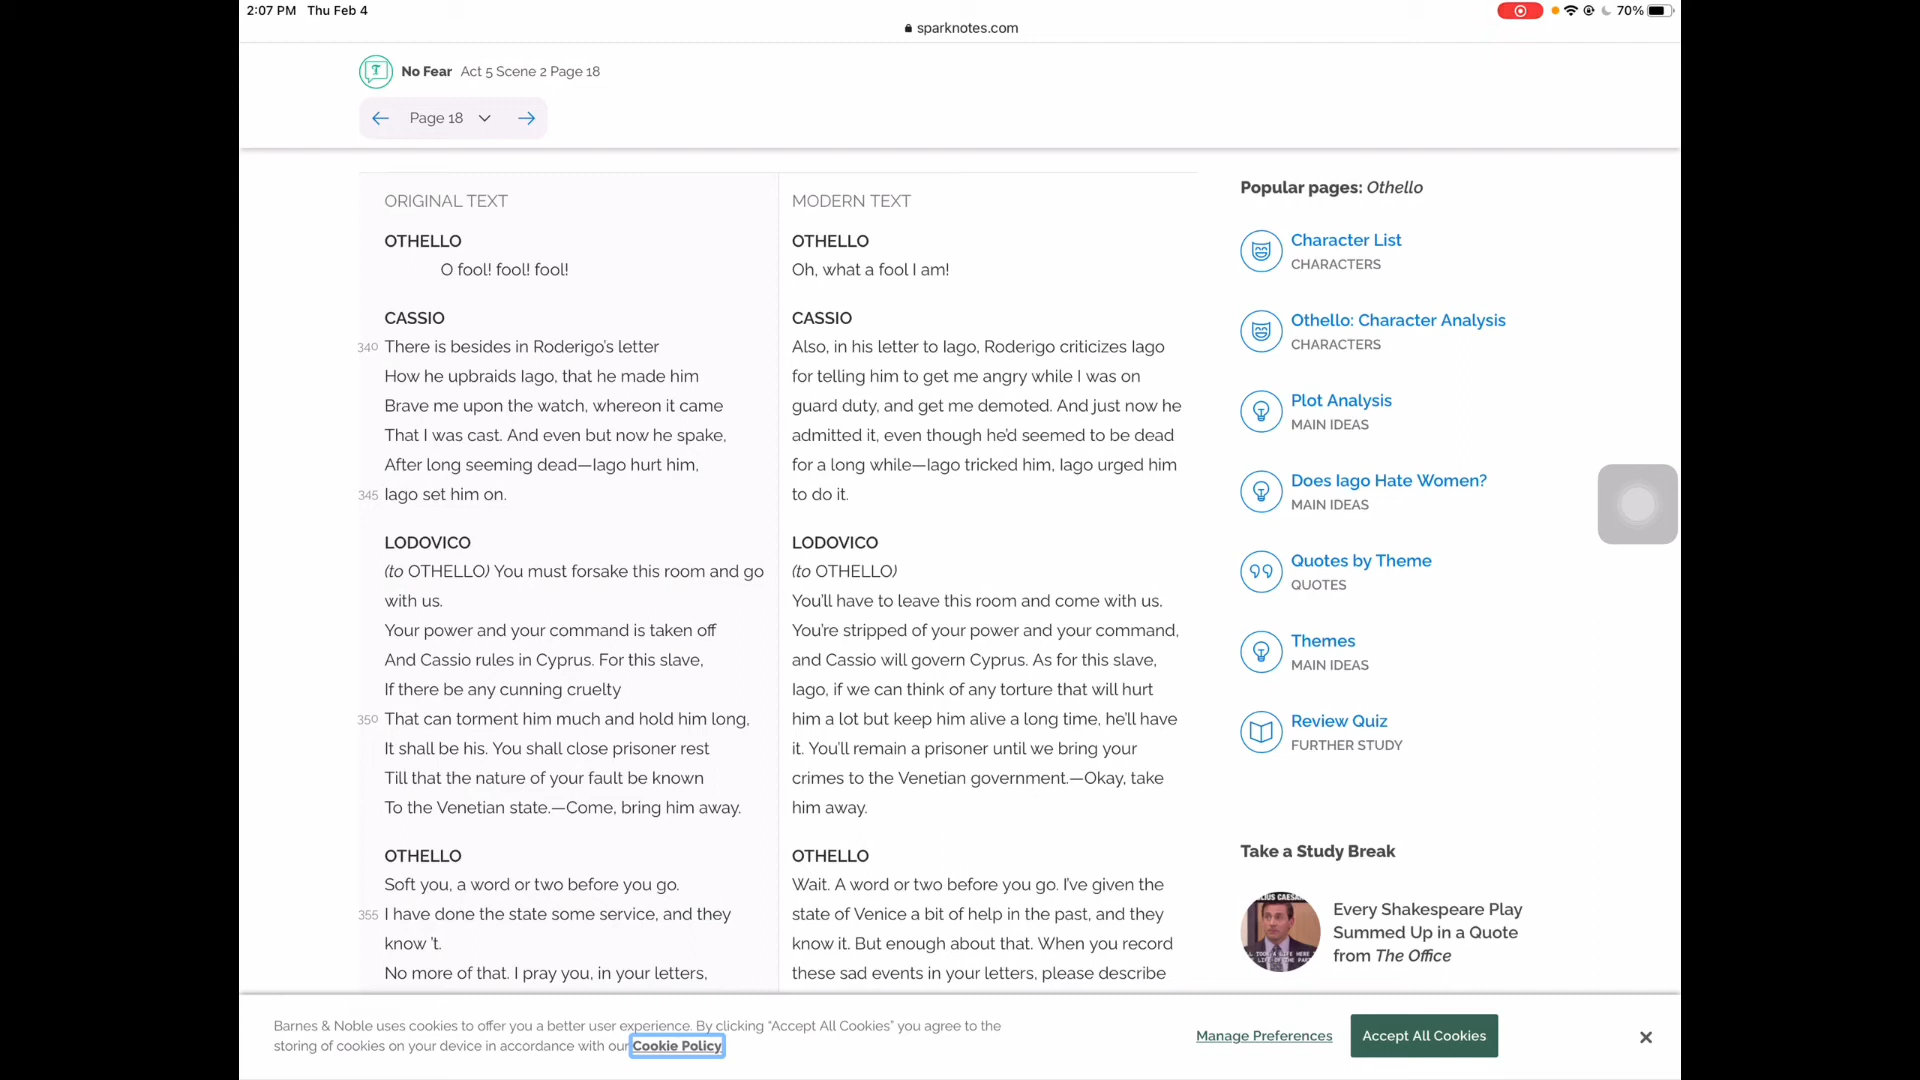 2:07 PM Thu Feb 4
70%
sparknotes.com
No Fear Act 5 Scene 2 Page 18
Page 18
ORIGINAL TEXT
OTHELLO
O fool! fool! fool!
CASSIO
340 There is besides in Roderigo's letter
How he upbraids Iago, that he made him
Brave me upon the watch, whereon it came
That I was cast. And even but now he spake,
After long seeming dead—Iago hurt him,
345 Iago set him on.
LODOVICO
(to OTHELLO) You must forsake this room and go
with us.
Your power and your command is taken off
And Cassio rules in Cyprus. For this slave,
If there be any cunning cruelty
350 That can torment him much and hold him long,
It shall be his. You shall close prisoner rest
Till that the nature of your fault be known
To the Venetian state.—Come, bring him away.
OTHELLO
Soft you, a word or two before you go.
355 I have done the state some service, and they
know 't.
No more of that. I pray you, in your letters,
MODERN TEXT
OTHELLO
Oh, what a fool I am!
CASSIO
Also, in his letter to Iago, Roderigo criticizes Iago
for telling him to get me angry while I was on
guard duty, and get me demoted. And just now he
admitted it, even though he'd seemed to be dead
for a long while—Iago tricked him, Iago urged him
to do it.
LODOVICO
(to OTHELLO)
You'll have to leave this room and come with us.
You're stripped of your power and your command,
and Cassio will govern Cyprus. As for this slave,
Iago, if we can think of any torture that will hurt
him a lot but keep him alive a long time, he'll have
it. You'll remain a prisoner until we bring your
crimes to the Venetian government.—Okay, take
him away.
OTHELLO
Wait. A word or two before you go. I've given the
state of Venice a bit of help in the past, and they
know it. But enough about that. When you record
these sad events in your letters, please describe
Popular pages: Othello
Character List
CHARACTERS
Othello: Character Analysis
CHARACTERS
Plot Analysis
MAIN IDEAS
Does Iago Hate Women?
MAIN IDEAS
Quotes by Theme
QUOTES
Themes
MAIN IDEAS
Review Quiz
FURTHER STUDY
Take a Study Break
Every Shakespeare Play
Summed Up in a Quote
from The Office
Barnes & Noble uses cookies to offer you a better user experience. By clicking “Accept All Cookies” you agree to the
storing of cookies on your device in accordance with our Cookie Policy
Manage Preferences
Accept All Cookies